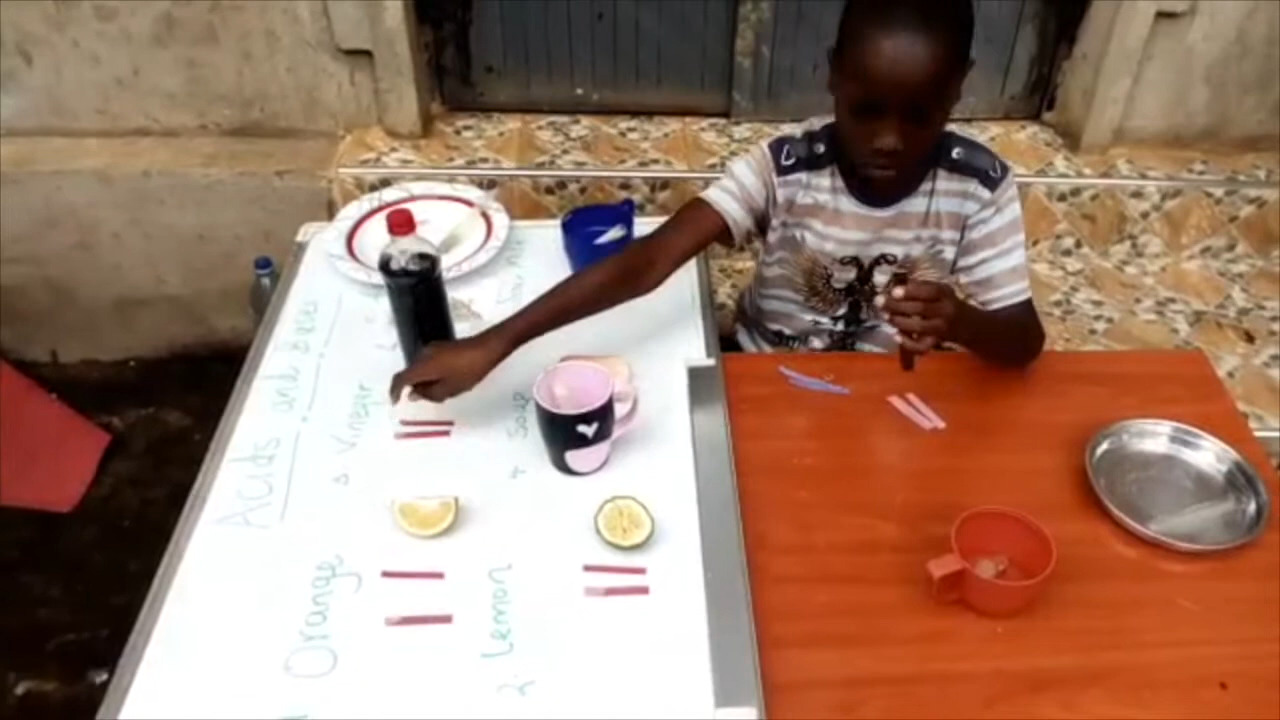 Acids and Bases
Orange
2. Lemon
3 Vinegar
4 Soap